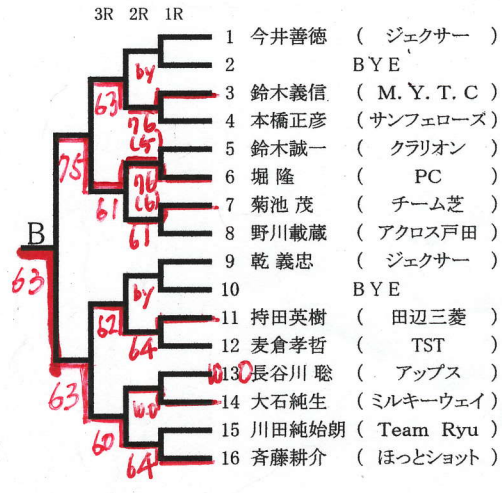 3R 2R 1R
1 今井善徳 ( ジェクサー )
by
2 BYE
63
3 鈴木義信 ( M.Y.T.C )
76
4 本橋正彦 ( サンフェローズ )
(5)
5 鈴木誠一 ( クラリオン )
75
76
6 堀 隆 ( PC )
(6)
61
7 菊池 茂 ( チーム芝 )
61
8 野川載蔵 ( アクロス戸田 )
B
9 乾 義忠 ( ジェクサー )
63
by
10 BYE
62
11 持田英樹 ( 田辺三菱 )
64
12 麦倉孝哲 ( TST )
63
13 長谷川 聡 ( アップス )
w.o
14 大石純生 ( ミルキーウェイ )
60
15 川田純始朗 ( Team Ryu )
64
16 斉藤耕介 ( ほっとショット )